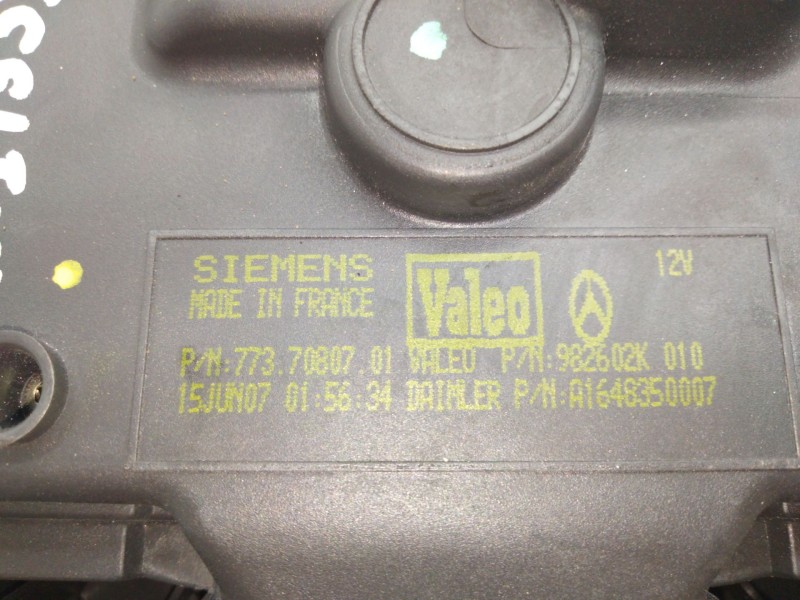 SIEMENS
MADE IN FRANCE
Valeo
12V
P/N:773.70807.01 VALEO P/N:982602K 010
15JUN07 01:56:34 DAIMLER P/N:A1648350007